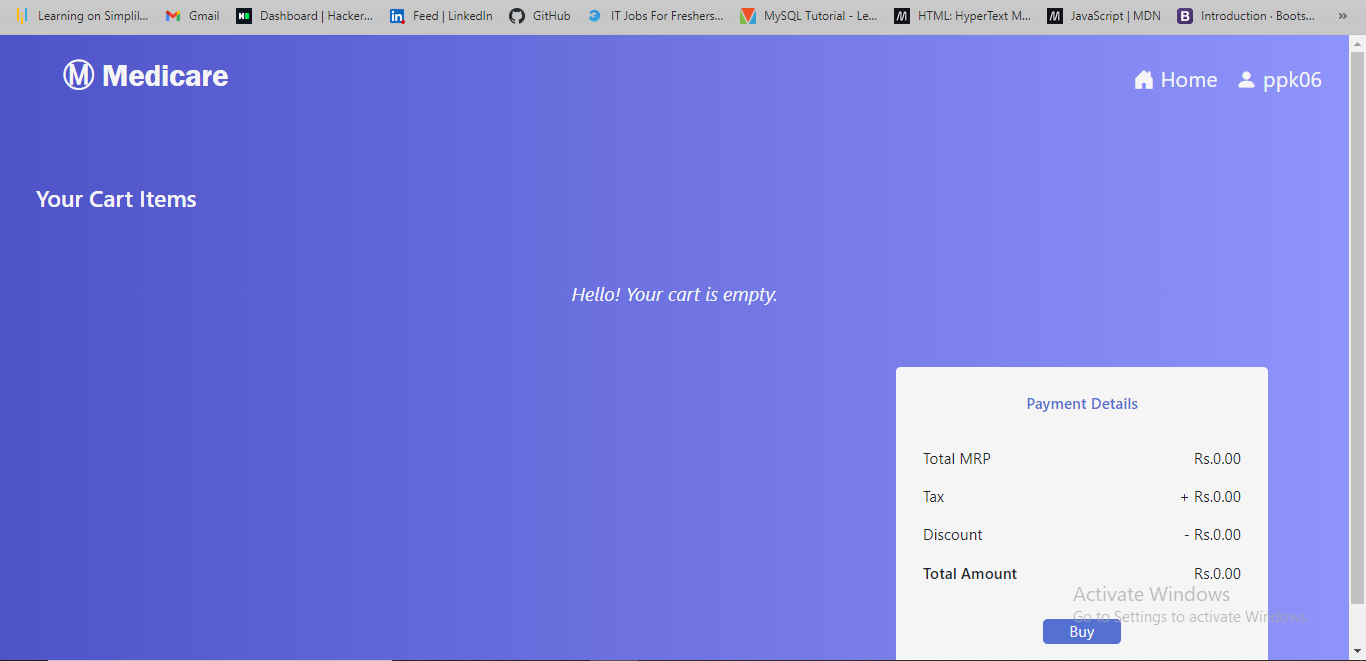 Learning on Simplil... Gmail Dashboard | Hacker... Feed | LinkedIn GitHub IT Jobs For Freshers... MySQL Tutorial - Le... HTML: HyperText M... JavaScript | MDN Introduction · Boots... »
M Medicare
Home ppk06
Your Cart Items
Hello! Your cart is empty.
Payment Details
Total MRP Rs.0.00
Tax + Rs.0.00
Discount - Rs.0.00
Total Amount Rs.0.00
Activate Windows
Go to Settings to activate Windows.
Buy